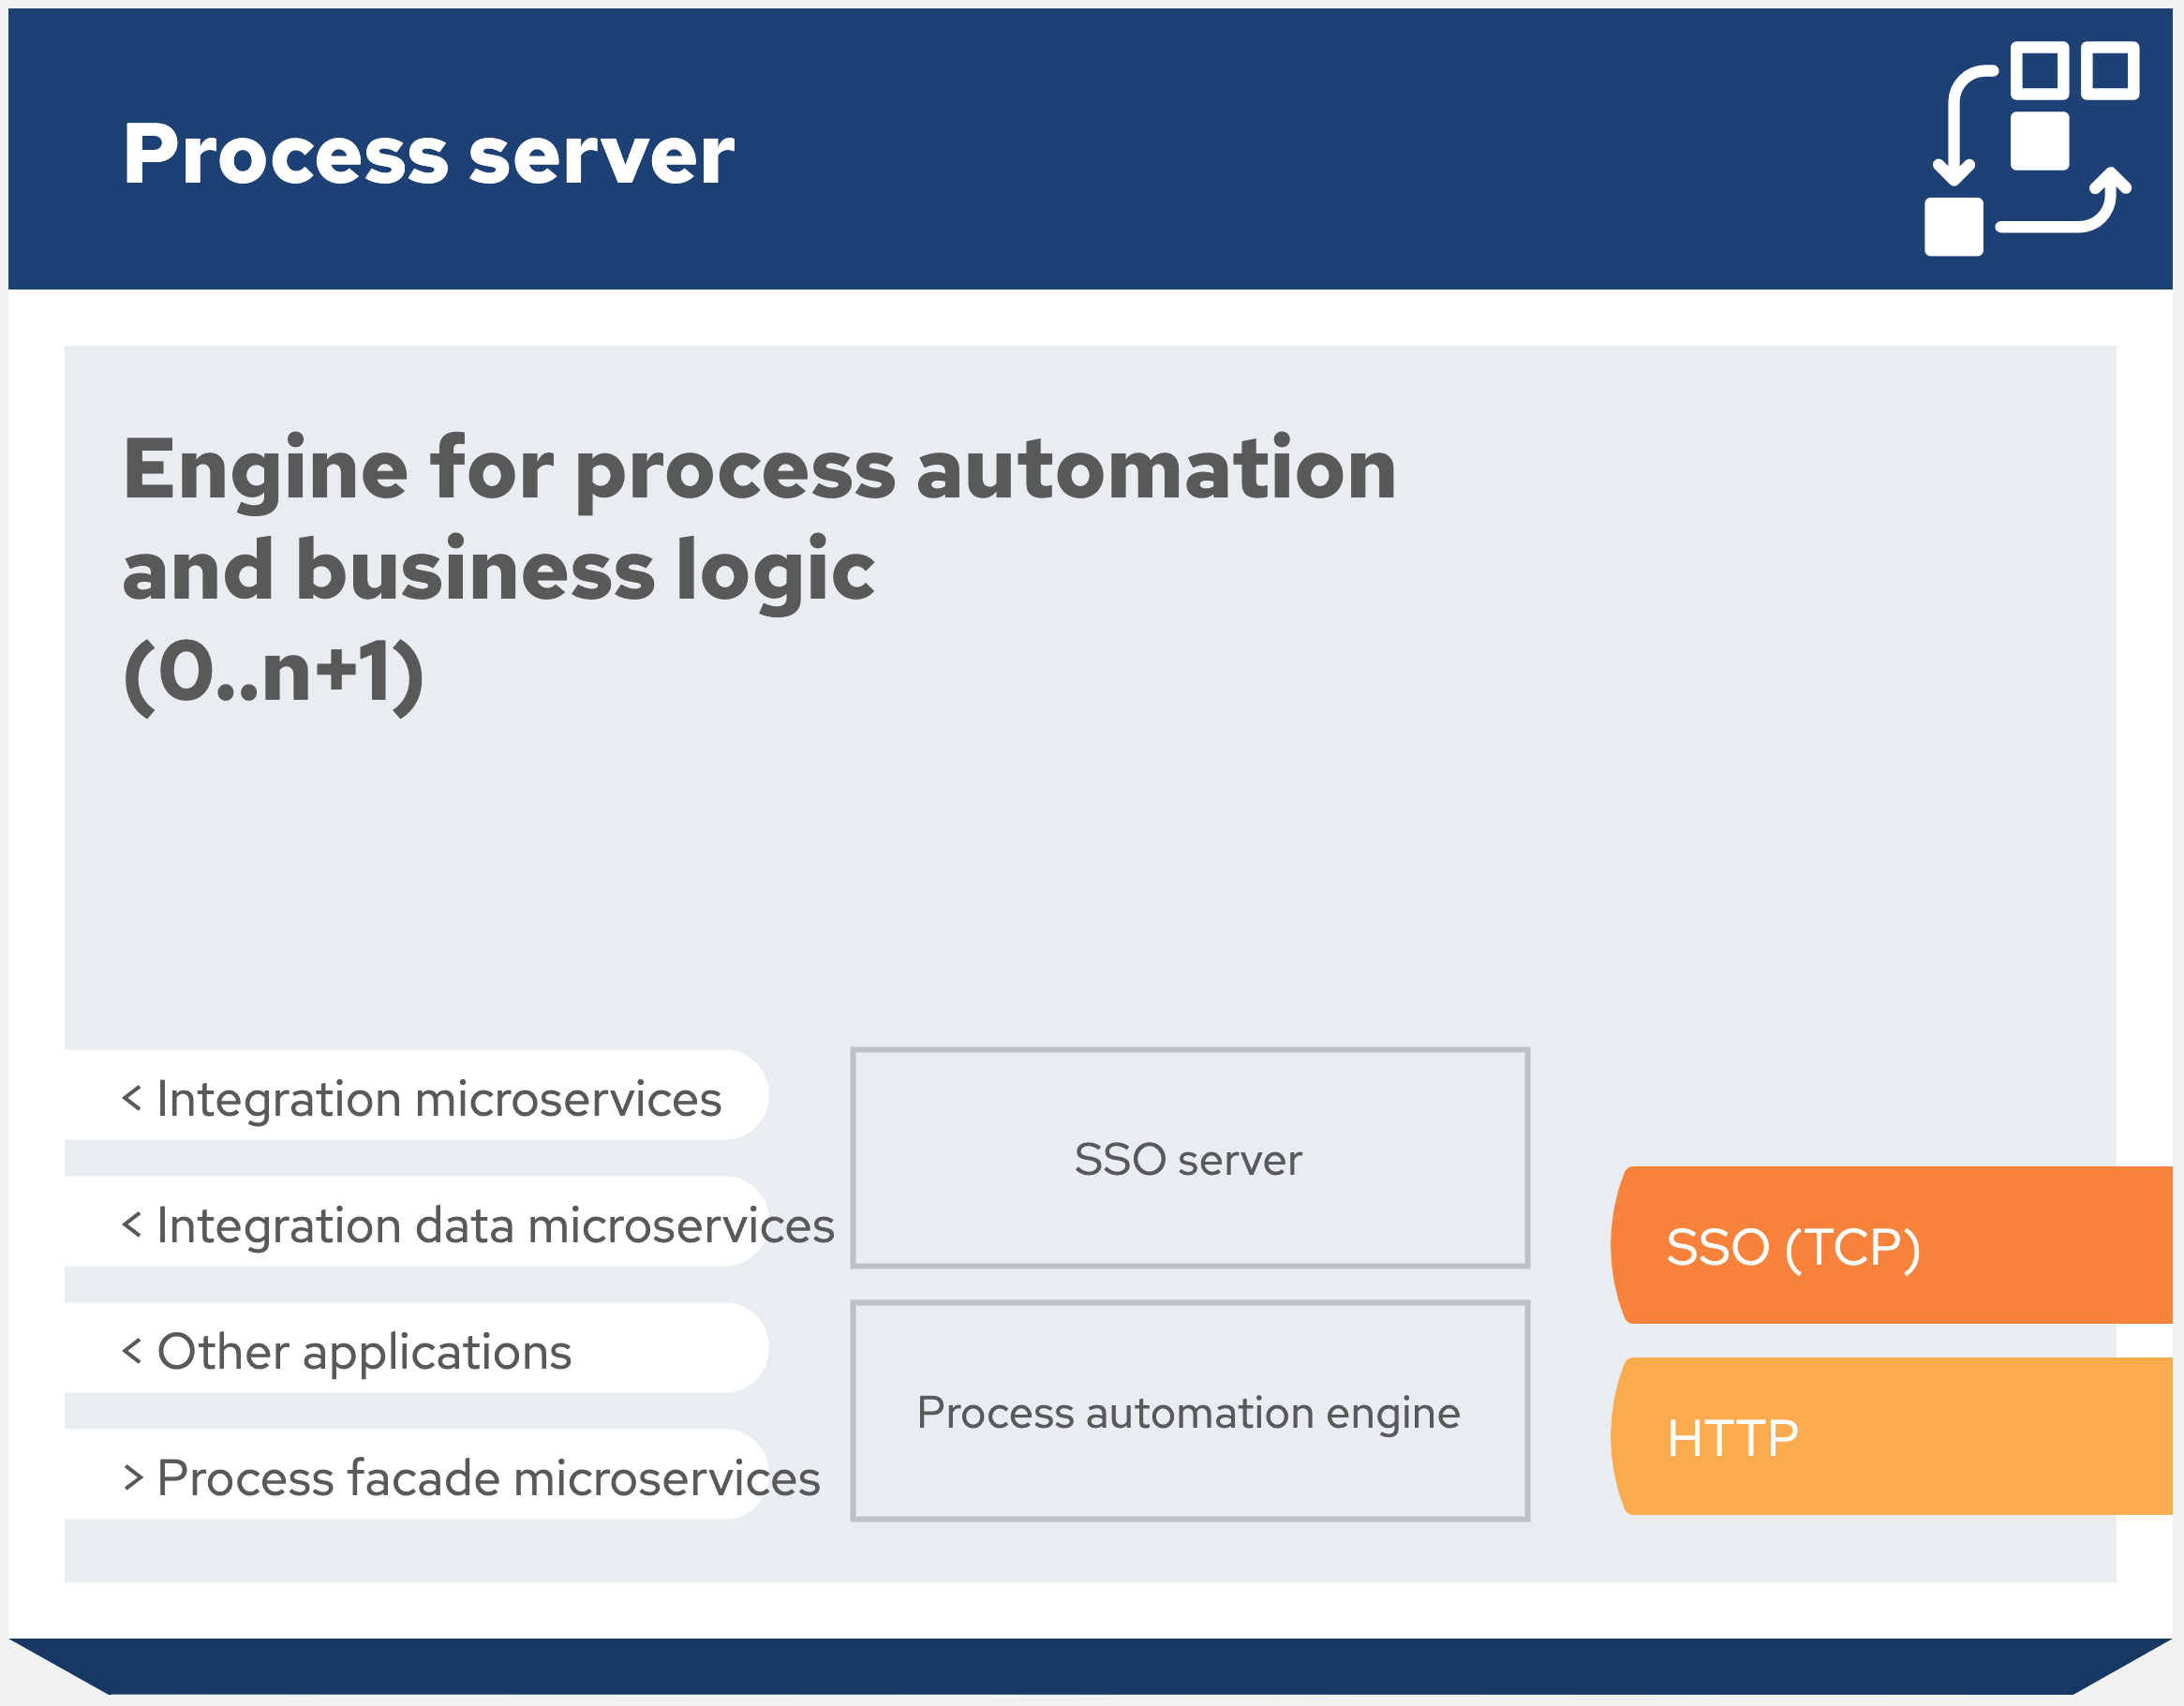 Process server
Engine for process automation
and business logic
(0..n+1)
< Integration microservices
< Integration data microservices
< Other applications
> Process facade microservices
SSO server
Process automation engine
SSO (TCP)
HTTP